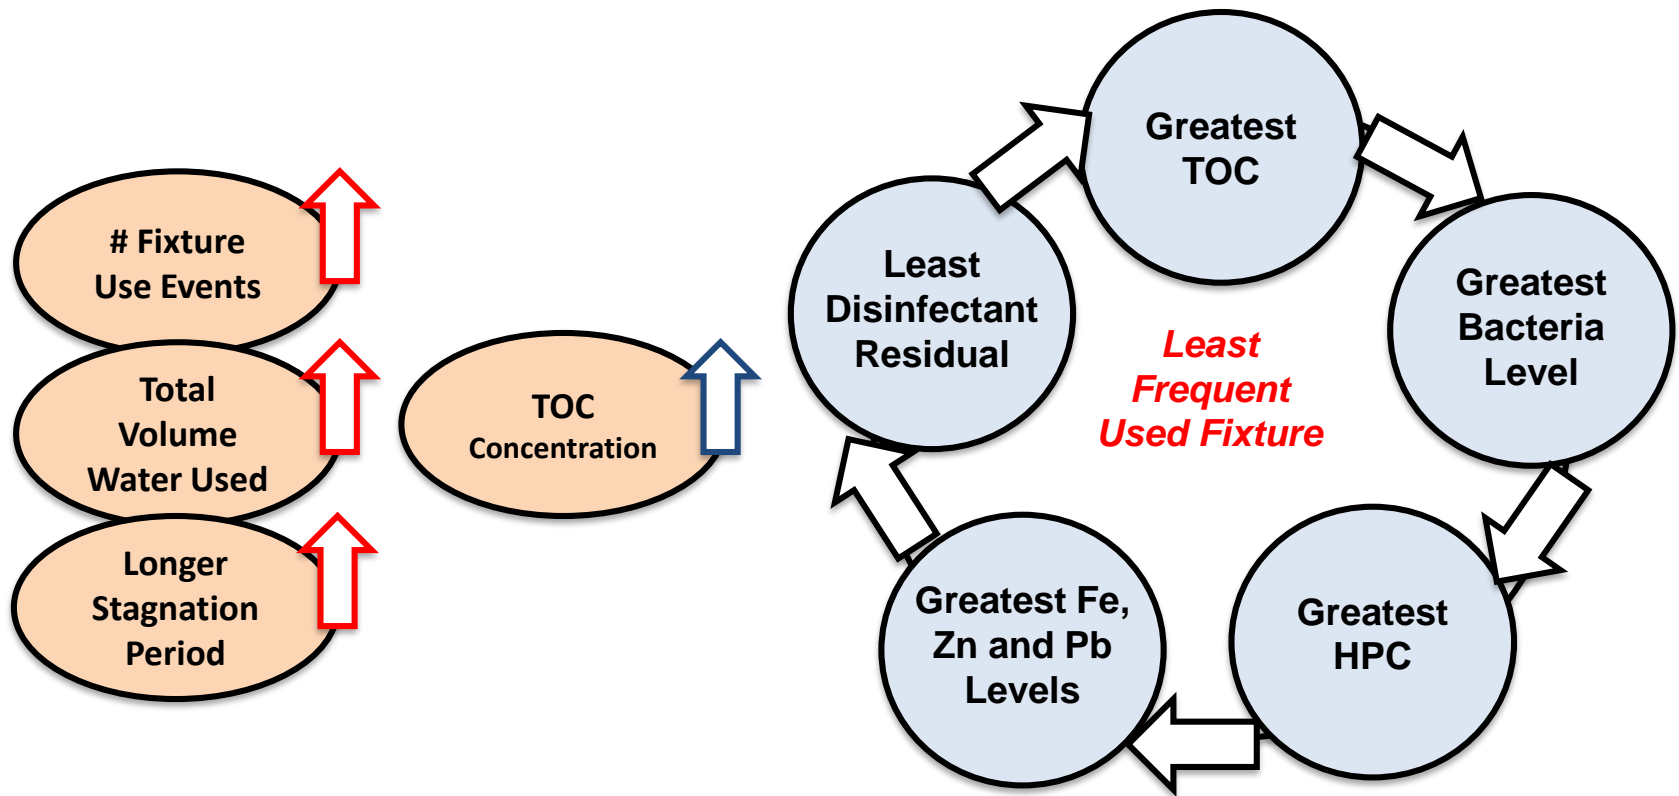 # Fixture
Use Events
Total
Volume
Water Used
Longer
Stagnation
Period
TOC
Concentration
Greatest
TOC
Greatest
Bacteria
Level
Greatest
HPC
Greatest Fe,
Zn and Pb
Levels
Least
Disinfectant
Residual
Least
Frequent
Used Fixture